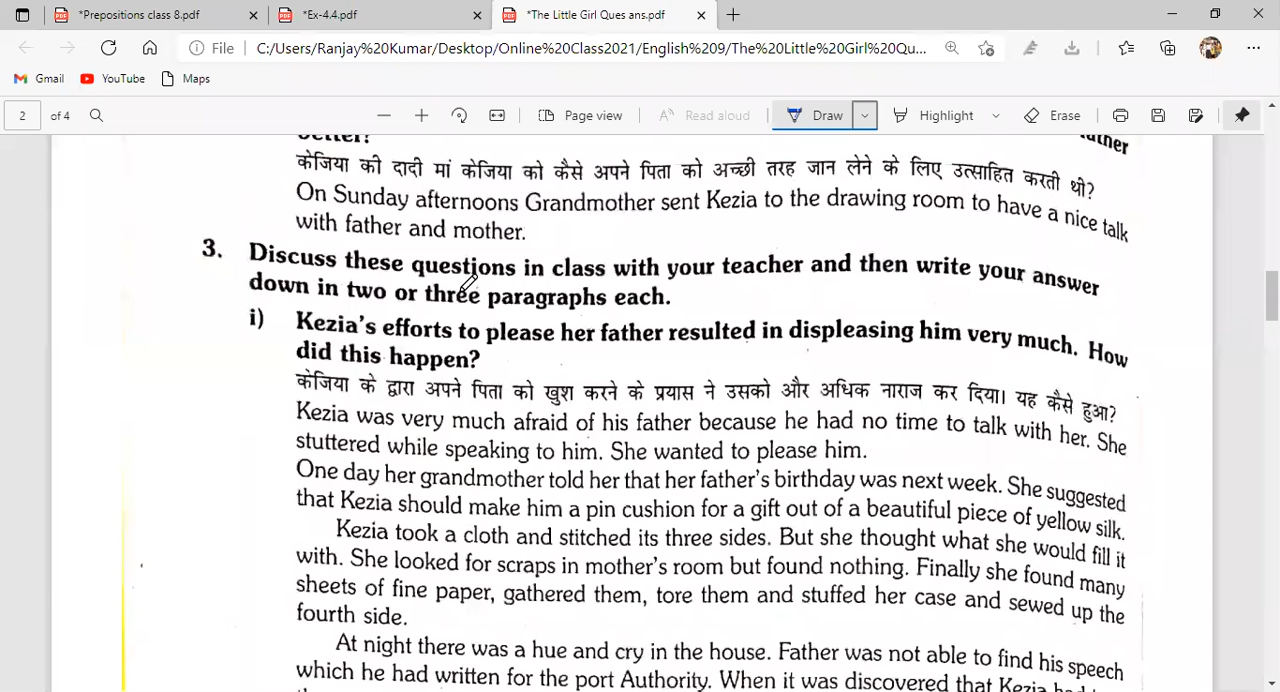 *Prepositions class 8.pdf
*Ex-4.4.pdf
*The Little Girl Ques ans.pdf
File C:/Users/Ranjay%20Kumar/Desktop/Online%20Class2021/English%209/The%20Little%20Girl%20Qu...
Gmail YouTube Maps
2 of 4 Page view Read aloud Draw Highlight Erase
better?
केजिया की दादी मां केजिया को कैसे अपने पिता को अच्छी तरह जान लेने के लिए उत्साहित करती थी?
On Sunday afternoons Grandmother sent Kezia to the drawing room to have a nice talk
with father and mother.
3. Discuss these questions in class with your teacher and then write your answer
down in two or three paragraphs each.
i) Kezia's efforts to please her father resulted in displeasing him very much. How
did this happen?
केजिया के द्वारा अपने पिता को खुश करने के प्रयास ने उसको और अधिक नाराज कर दिया। यह कैसे हुआ?
Kezia was very much afraid of his father because he had no time to talk with her. She
stuttered while speaking to him. She wanted to please him.
One day her grandmother told her that her father's birthday was next week. She suggested
that Kezia should make him a pin cushion for a gift out of a beautiful piece of yellow silk.
Kezia took a cloth and stitched its three sides. But she thought what she would fill it
with. She looked for scraps in mother's room but found nothing. Finally she found many
sheets of fine paper, gathered them, tore them and stuffed her case and sewed up the
fourth side.
At night there was a hue and cry in the house. Father was not able to find his speech
which he had written for the port Authority. When it was discovered that Kezia had